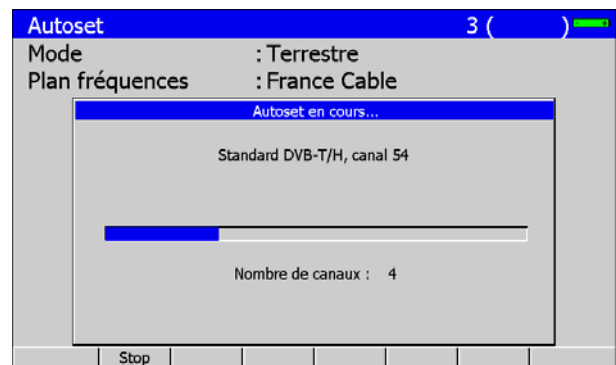 Autoset 3 ( )
Mode : Terrestre
Plan fréquences : France Cable
Autoset en cours...
Standard DVB-T/H, canal 54
Nombre de canaux : 4
Stop